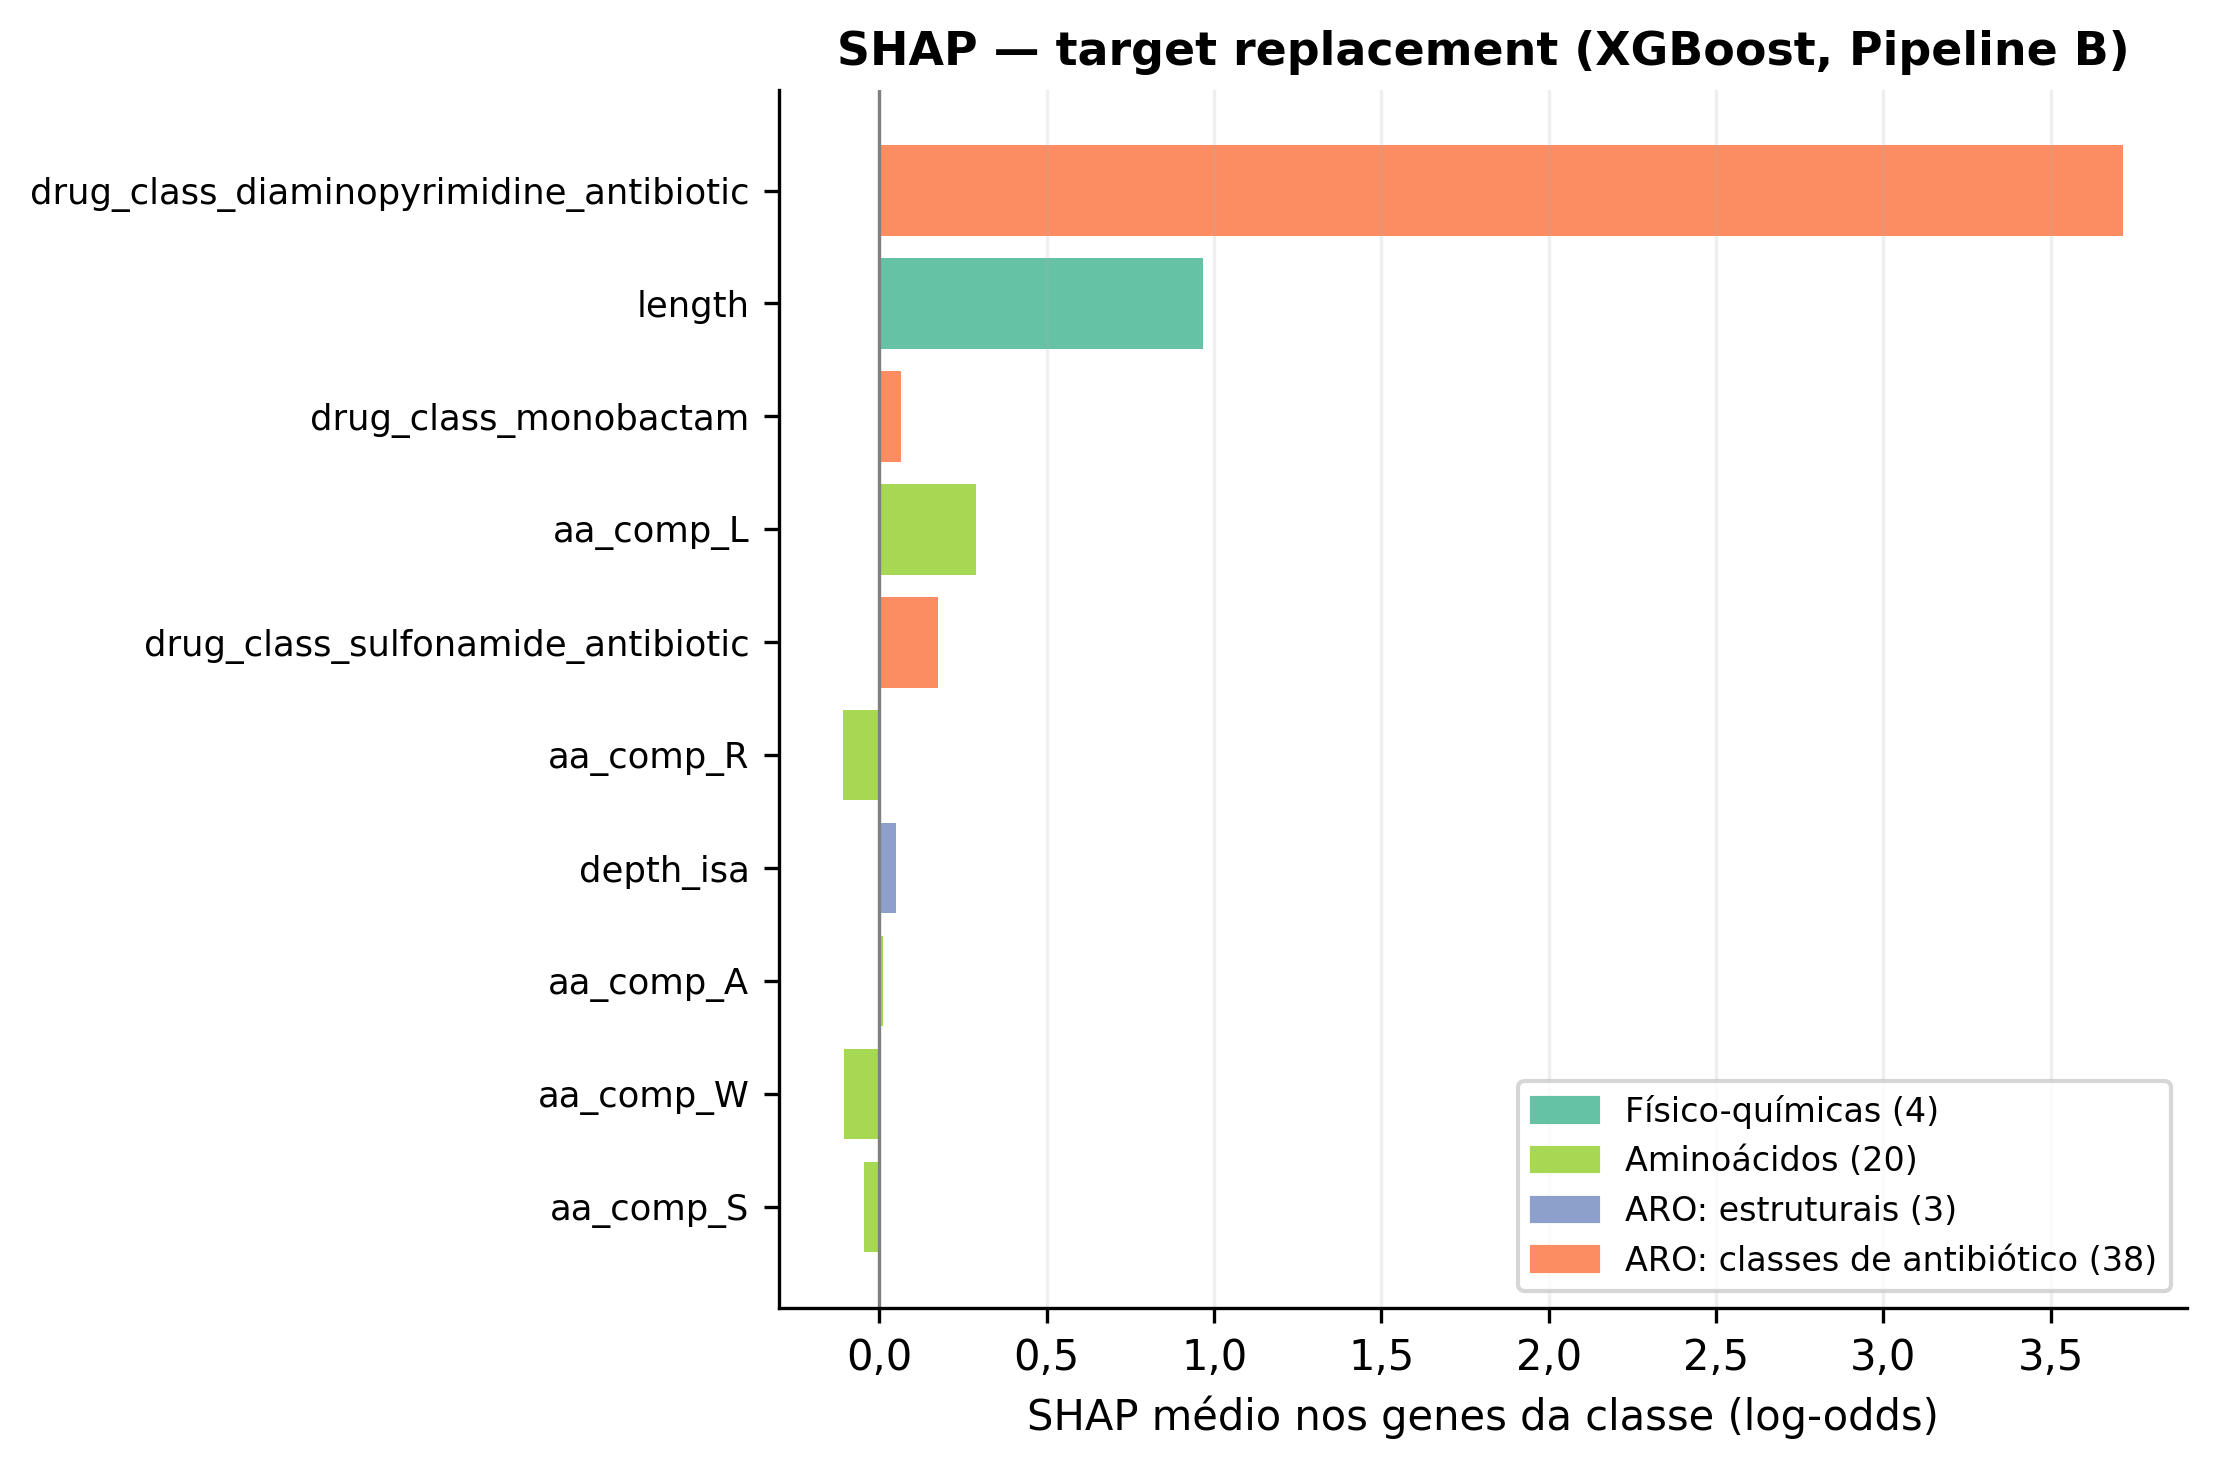 SHAP — target replacement (XGBoost, Pipeline B)
drug_class_diaminopyrimidine_antibiotic
length
drug_class_monobactam
aa_comp_L
drug_class_sulfonamide_antibiotic
aa_comp_R
depth_isa
aa_comp_A
aa_comp_W
aa_comp_S
Físico-químicas (4)
Aminoácidos (20)
ARO: estruturais (3)
ARO: classes de antibiótico (38)
0,0 0,5 1,0 1,5 2,0 2,5 3,0 3,5
SHAP médio nos genes da classe (log-odds)